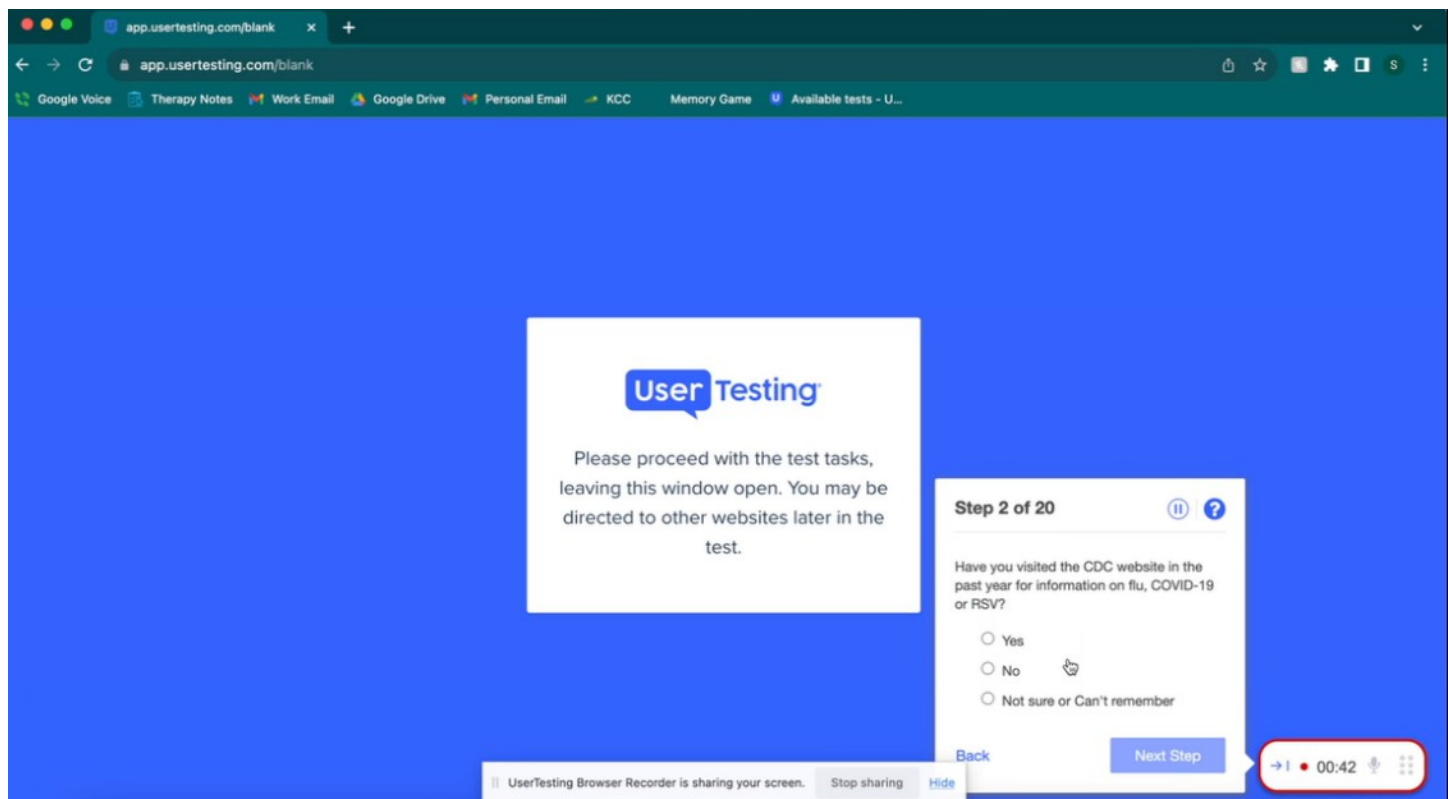 app.usertesting.com/blank
app.usertesting.com/blank
S
Google Voice Therapy Notes Work Email Google Drive Personal Email KCC Memory Game Available tests - U...
User Testing
Please proceed with the test tasks,
leaving this window open. You may be
directed to other websites later in the
test.
Step 2 of 20
Have you visited the CDC website in the
past year for information on flu, COVID-19
or RSV?
Yes
No
Not sure or Can't remember
Back Next Step
UserTesting Browser Recorder is sharing your screen. Stop sharing Hide
00:42